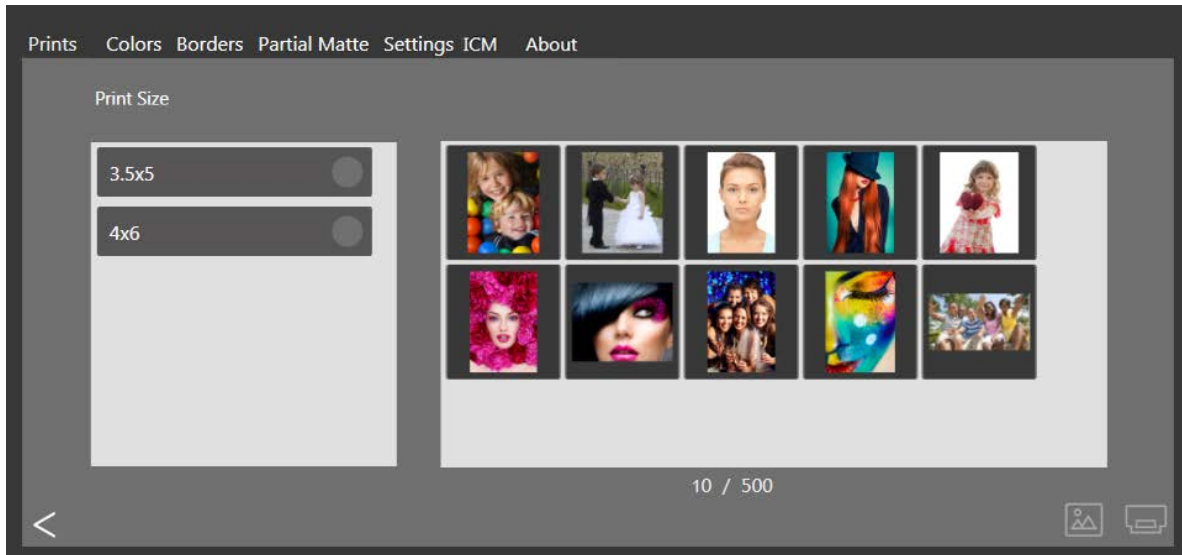 Prints Colors Borders Partial Matte Settings ICM About
Print Size
3.5x5
4x6
10 / 500